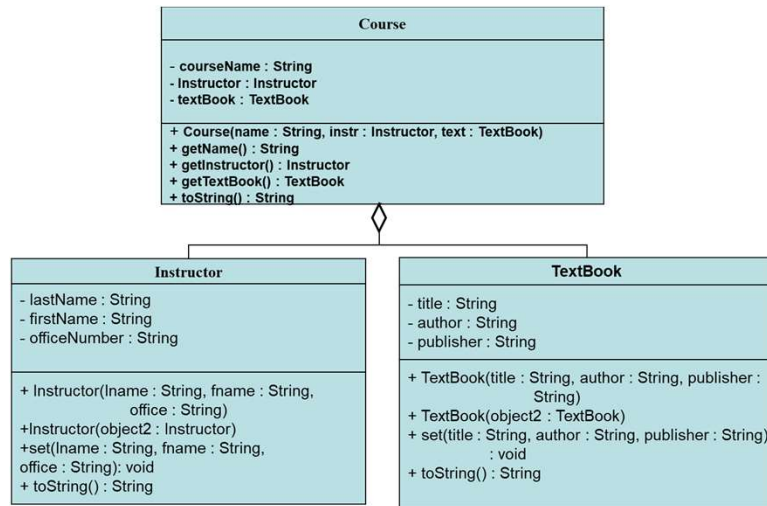 Course
- courseName : String
- Instructor : Instructor
- textBook : TextBook
+ Course(name : String, instr : Instructor, text : TextBook)
+ getName() : String
+ getInstructor() : Instructor
+ getTextBook() : TextBook
+ toString() : String
Instructor
- lastName : String
- firstName : String
- officeNumber : String
+ Instructor(lname : String, fname : String,
office : String)
+Instructor(object2 : Instructor)
+set(lname : String, fname : String,
office : String): void
+ toString() : String
TextBook
- title : String
- author : String
- publisher : String
+ TextBook(title : String, author : String, publisher :
String)
+ TextBook(object2 : TextBook)
+ set(title : String, author : String, publisher : String)
: void
+ toString() : String